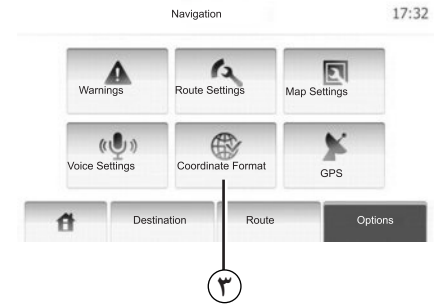 Navigation 17:32
Warnings Route Settings Map Settings
Voice Settings Coordinate Format GPS
Destination Route Options
٣